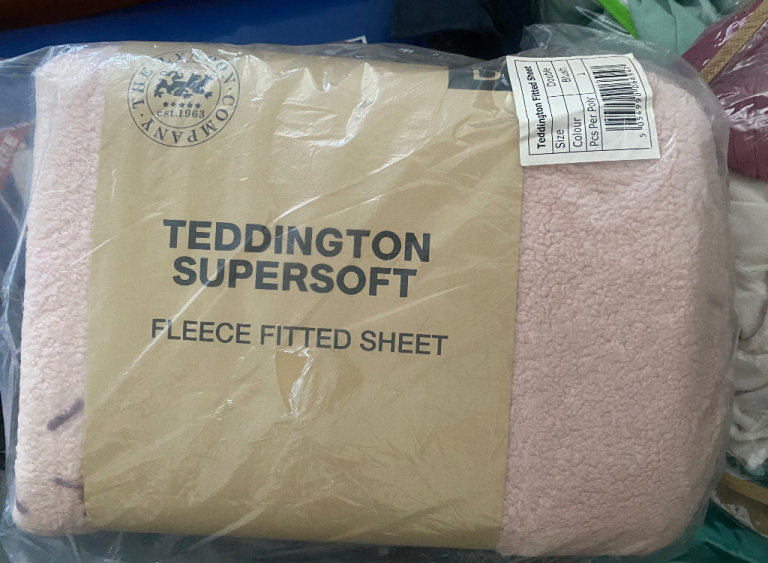 THE
COMPANY
est.1963
Teddington Fitted Sheet
Size Double
Colour Blush
Pcs Per Poly 1
TEDDINGTON
SUPERSOFT
FLEECE FITTED SHEET